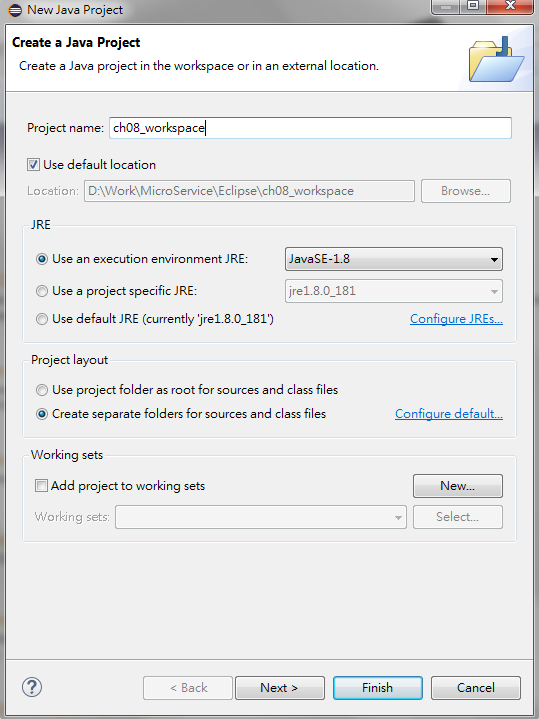 New Java Project
Create a Java Project
Create a Java project in the workspace or in an external location.
Project name: ch08_workspace
Use default location
Location: D:\Work\MicroService\Eclipse\ch08_workspace Browse...
JRE
Use an execution environment JRE: JavaSE-1.8
Use a project specific JRE: jre1.8.0_181
Use default JRE (currently 'jre1.8.0_181') Configure JREs...
Project layout
Use project folder as root for sources and class files
Create separate folders for sources and class files Configure default...
Working sets
Add project to working sets New...
Working sets: Select...
? < Back Next > Finish Cancel